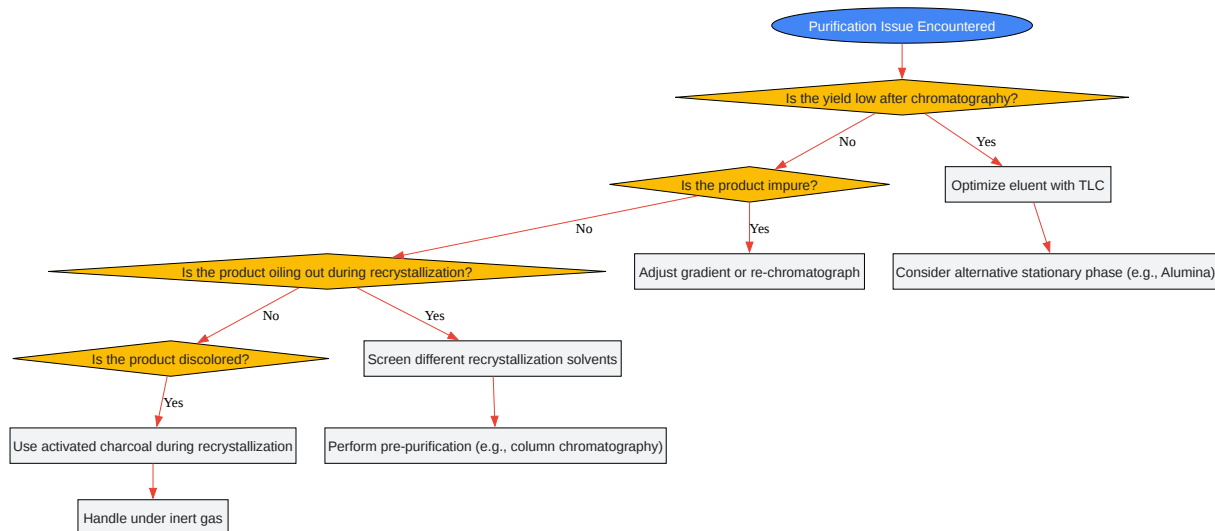 Purification Issue Encountered
Is the yield low after chromatography?
No
Yes
Is the product impure?
Optimize eluent with TLC
No
Yes
Is the product oiling out during recrystallization?
Adjust gradient or re-chromatograph
Consider alternative stationary phase (e.g., Alumina)
No
Yes
Is the product discolored?
Screen different recrystallization solvents
Yes
Use activated charcoal during recrystallization
Perform pre-purification (e.g., column chromatography)
Handle under inert gas